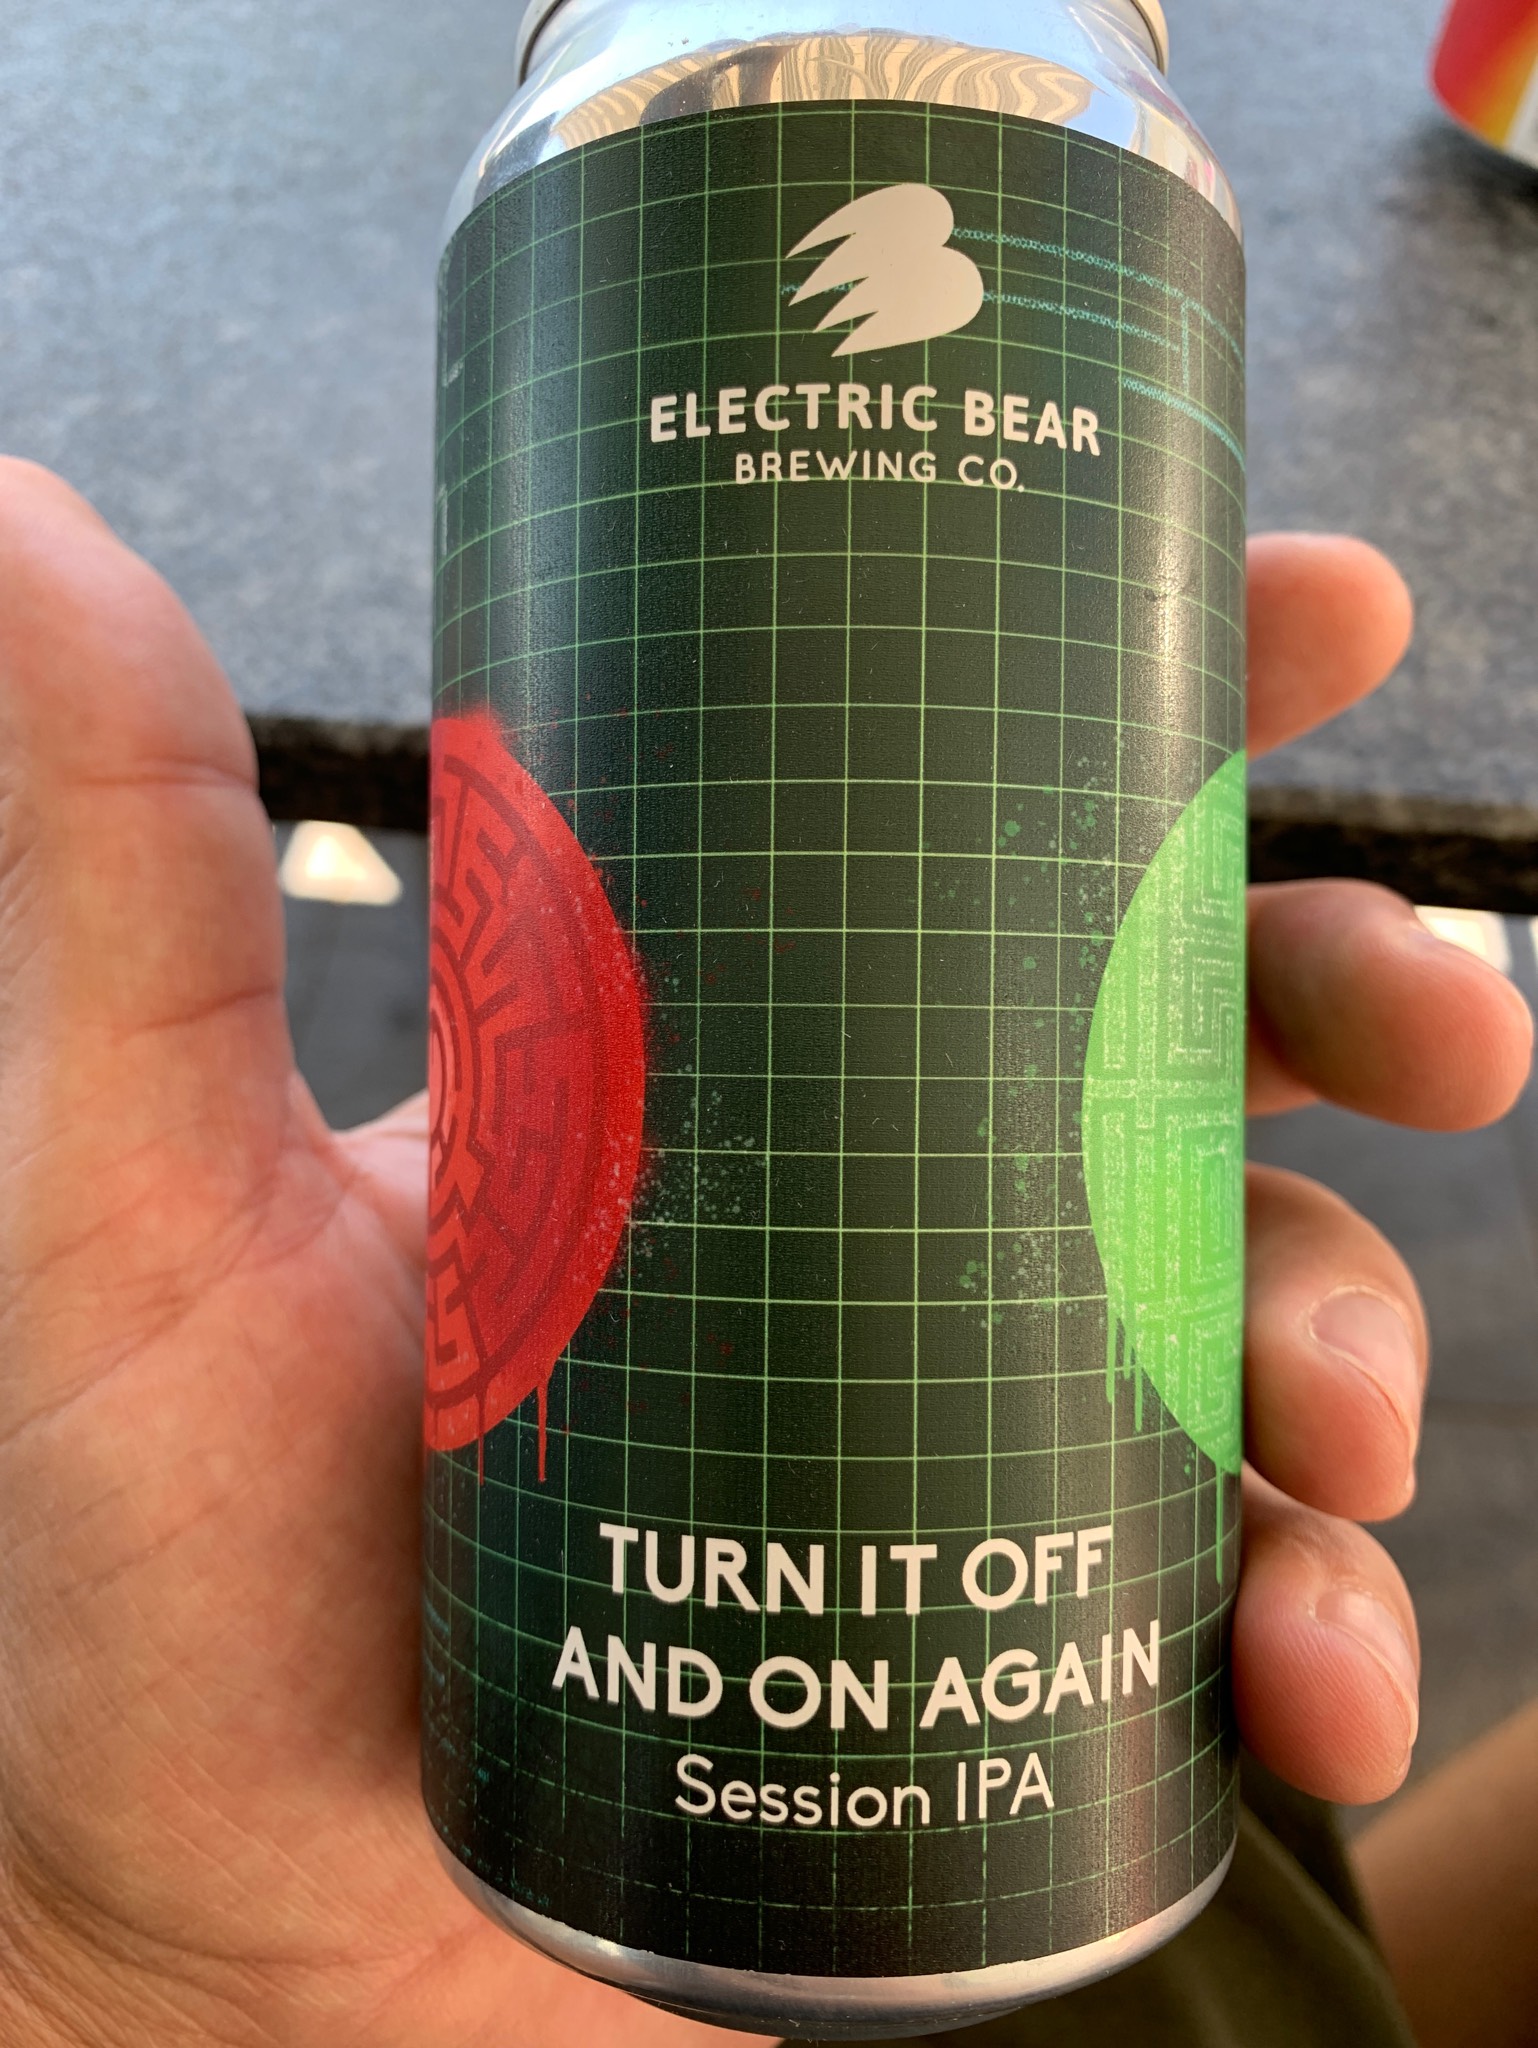 ELECTRIC BEAR
BREWING CO.
TURN IT OFF
AND ON AGAIN
Session IPA